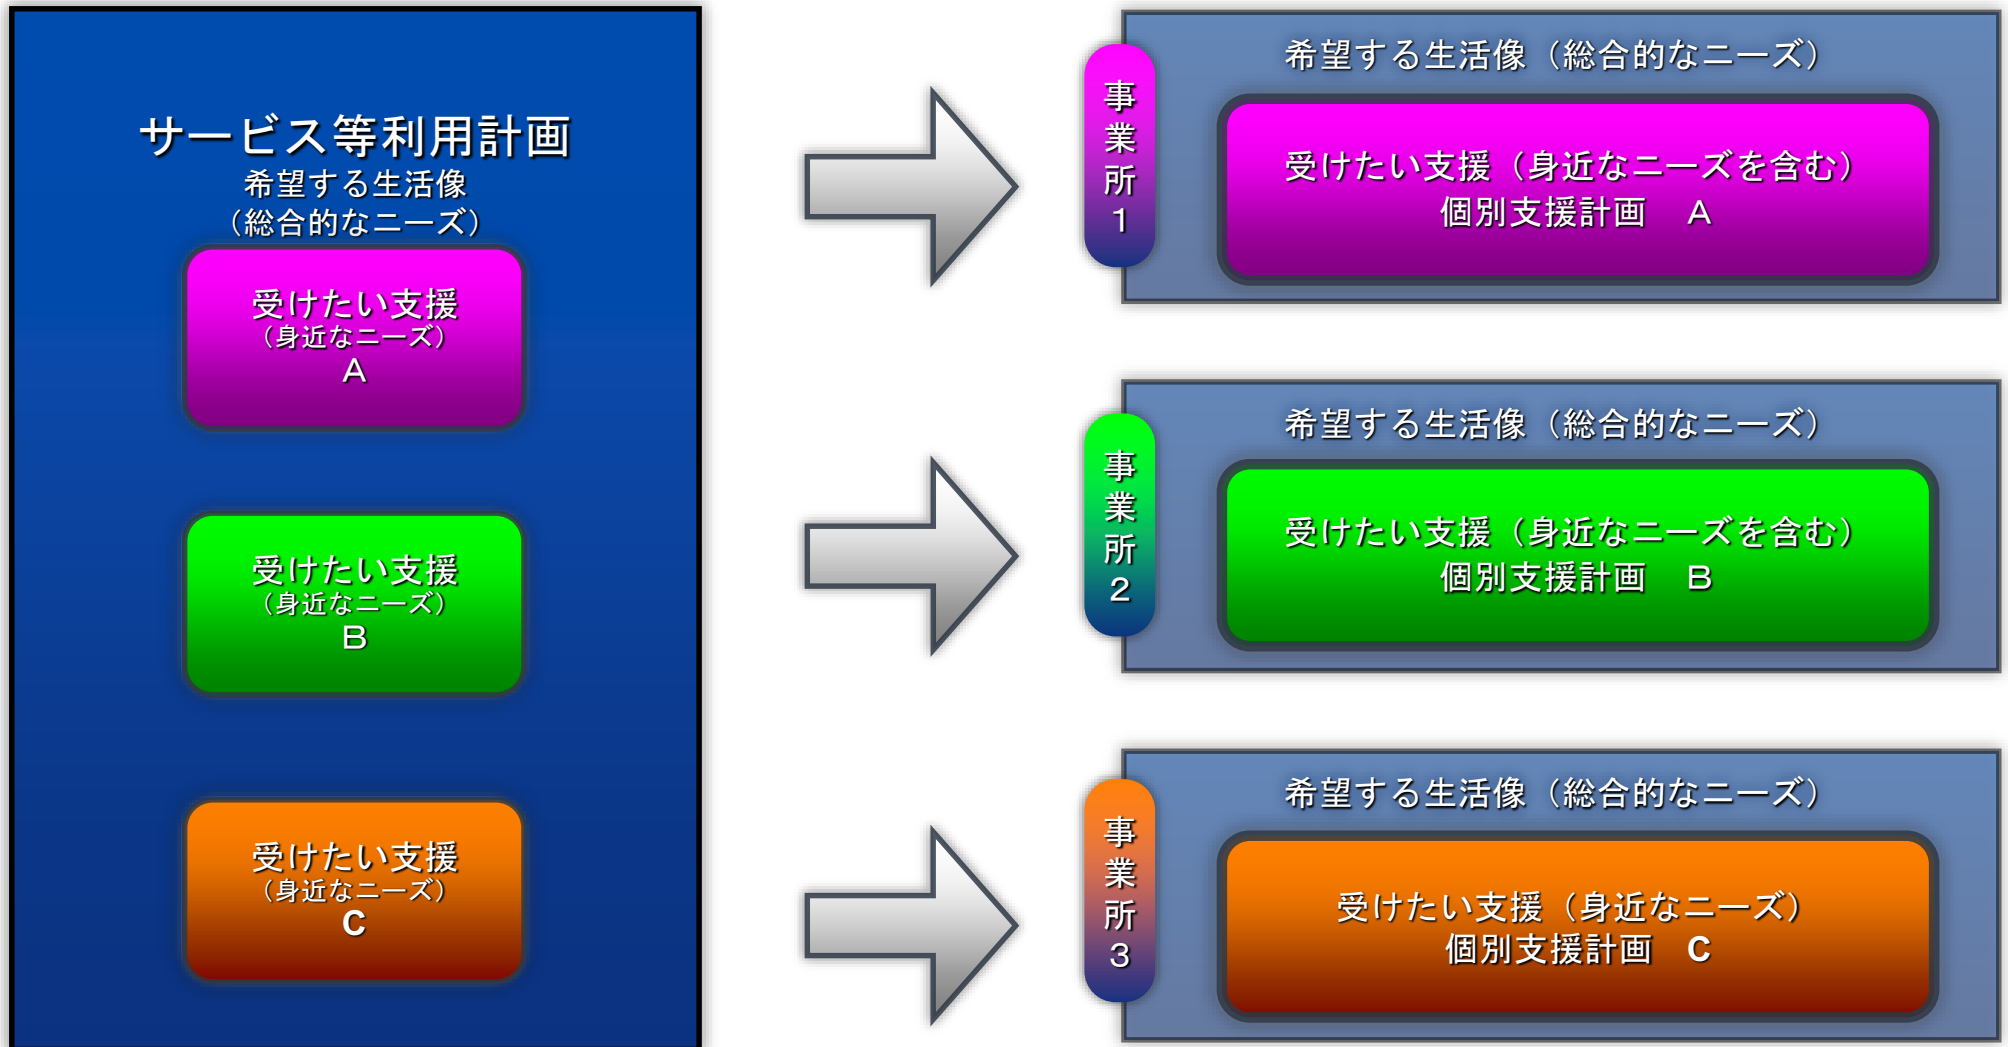 サービス等利用計画
希望する生活像
（総合的なニーズ）
受けたい支援
（身近なニーズ）
Ａ
受けたい支援
（身近なニーズ）
Ｂ
受けたい支援
（身近なニーズ）
C
事業所１
希望する生活像（総合的なニーズ）
受けたい支援（身近なニーズを含む）
個別支援計画　Ａ
事業所２
希望する生活像（総合的なニーズ）
受けたい支援（身近なニーズを含む）
個別支援計画　Ｂ
事業所３
希望する生活像（総合的なニーズ）
受けたい支援（身近なニーズ）
個別支援計画　C